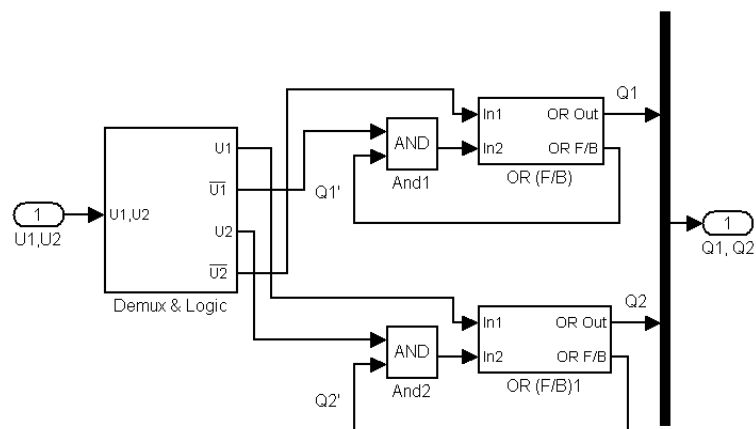 Q1
In1
OR Out
AND
In2
OR F/B
U1
And1
OR (F/B)
U1
Q1'
1
U1,U2
U2
1
U1,U2
Q1, Q2
U2
Demux & Logic
Q2
In1
OR Out
AND
In2
OR F/B
And2
OR (F/B)1
Q2'